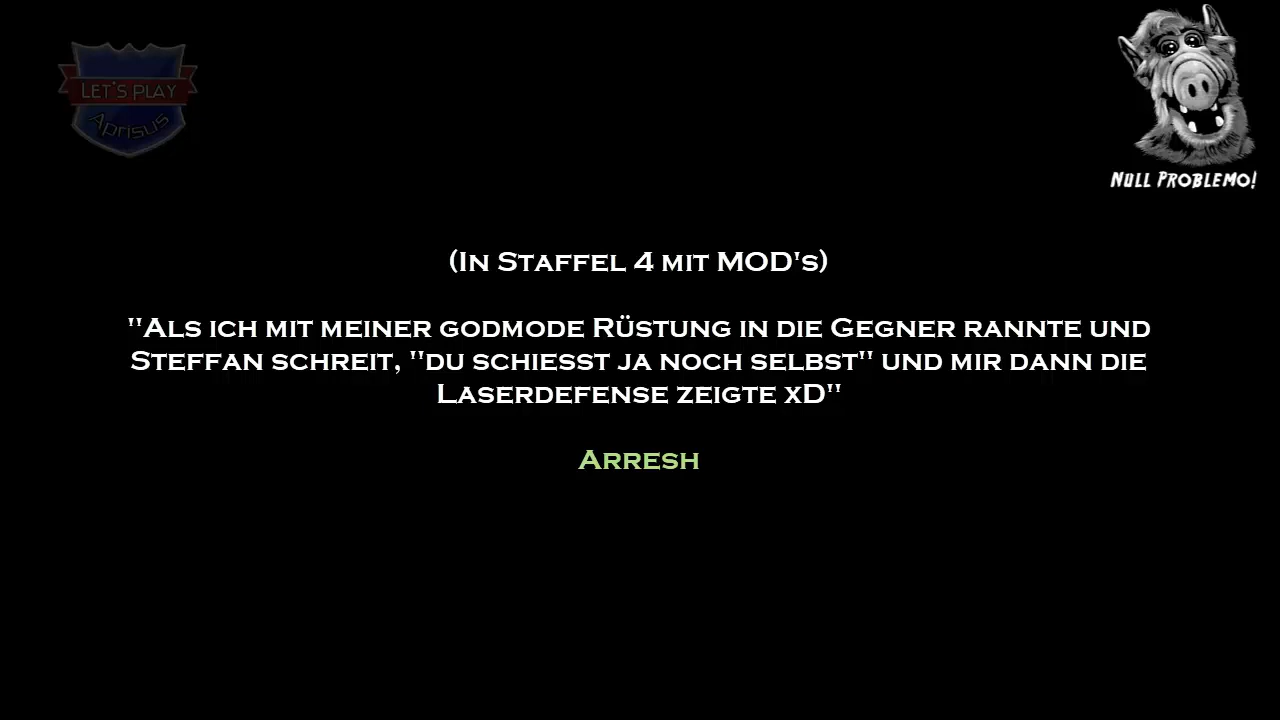 LET'S PLAY
Aprisus
NULL PROBLEMO!
(In Staffel 4 mit MOD's)
"Als ich mit meiner godmode Rüstung in die Gegner rannte und
Steffan schreit, "du schiesst ja noch selbst" und mir dann die
Laserdefense zeigte xD"
Arresh